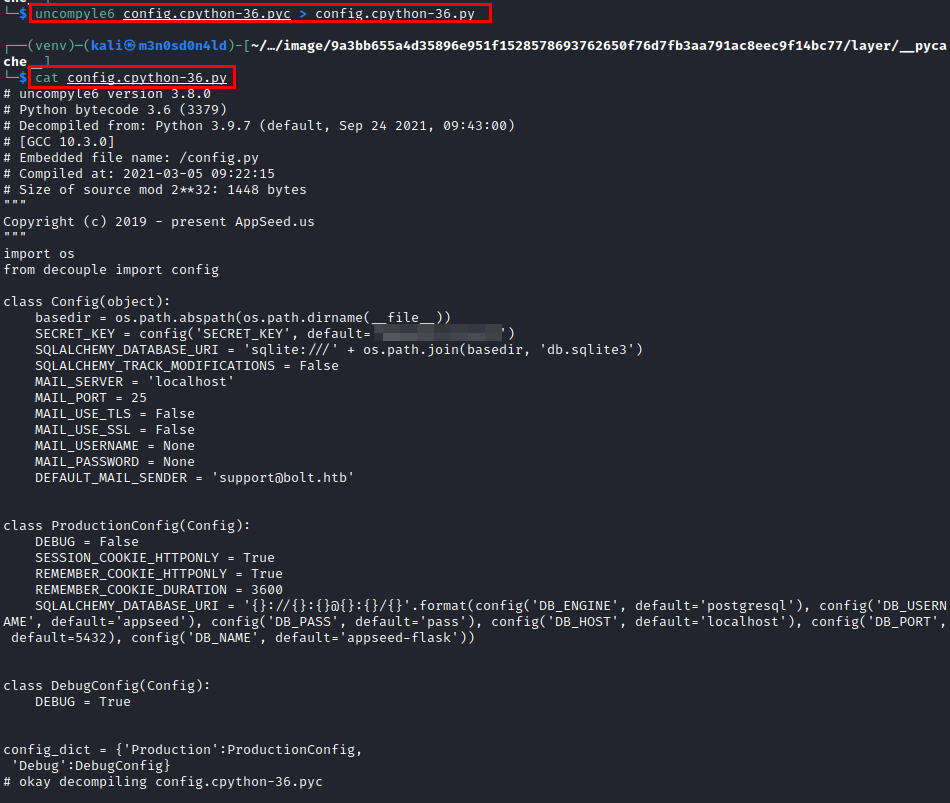 che__]
└─$ uncompyle6 config.cpython-36.pyc > config.cpython-36.py
┌──(venv)─(kali㉿m3n0sd0n4ld)-[~/…/image/9a3bb655a4d35896e951f1528578693762650f76d7fb3aa791ac8eec9f14bc77/layer/__pyca
che__]
└─$ cat config.cpython-36.py
# uncompyle6 version 3.8.0
# Python bytecode 3.6 (3379)
# Decompiled from: Python 3.9.7 (default, Sep 24 2021, 09:43:00)
# [GCC 10.3.0]
# Embedded file name: /config.py
# Compiled at: 2021-03-05 09:22:15
# Size of source mod 2**32: 1448 bytes
"""
Copyright (c) 2019 - present AppSeed.us
"""
import os
from decouple import config
class Config(object):
    basedir = os.path.abspath(os.path.dirname(__file__))
    SECRET_KEY = config('SECRET_KEY', default=')
    SQLALCHEMY_DATABASE_URI = 'sqlite:///' + os.path.join(basedir, 'db.sqlite3')
    SQLALCHEMY_TRACK_MODIFICATIONS = False
    MAIL_SERVER = 'localhost'
    MAIL_PORT = 25
    MAIL_USE_TLS = False
    MAIL_USE_SSL = False
    MAIL_USERNAME = None
    MAIL_PASSWORD = None
    DEFAULT_MAIL_SENDER = 'support@bolt.htb'
class ProductionConfig(Config):
    DEBUG = False
    SESSION_COOKIE_HTTPONLY = True
    REMEMBER_COOKIE_HTTPONLY = True
    REMEMBER_COOKIE_DURATION = 3600
    SQLALCHEMY_DATABASE_URI = '{}://{}:{}@{}:{}/{}'.format(config('DB_ENGINE', default='postgresql'), config('DB_USERN
AME', default='appseed'), config('DB_PASS', default='pass'), config('DB_HOST', default='localhost'), config('DB_PORT',
 default=5432), config('DB_NAME', default='appseed-flask'))
class DebugConfig(Config):
    DEBUG = True
config_dict = {'Production':ProductionConfig,
 'Debug':DebugConfig}
# okay decompiling config.cpython-36.pyc